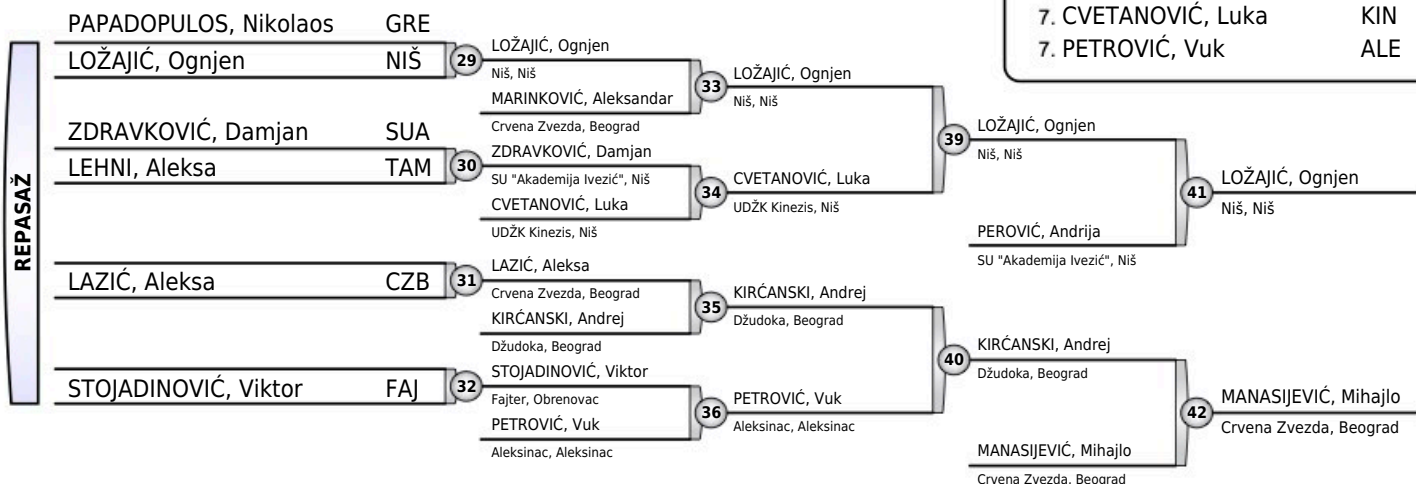 7. CVETANOVIĆ, Luka KIN
7. PETROVIĆ, Vuk ALE
REPASAŽ
PAPADOPULOS, Nikolaos GRE
LOŽAJIĆ, Ognjen NIŠ
29
ZDRAVKOVIĆ, Damjan SUA
LEHNI, Aleksa TAM
30
LAZIĆ, Aleksa CZB
31
STOJADINOVIĆ, Viktor FAJ
32
LOŽAJIĆ, Ognjen
Niš, Niš
MARINKOVIĆ, Aleksandar
Crvena Zvezda, Beograd
33
ZDRAVKOVIĆ, Damjan
SU "Akademija Ivezić", Niš
CVETANOVIĆ, Luka
UDŽK Kinezis, Niš
34
LAZIĆ, Aleksa
Crvena Zvezda, Beograd
KIRĆANSKI, Andrej
Džudoka, Beograd
35
STOJADINOVIĆ, Viktor
Fajter, Obrenovac
PETROVIĆ, Vuk
Aleksinac, Aleksinac
36
LOŽAJIĆ, Ognjen
Niš, Niš
CVETANOVIĆ, Luka
UDŽK Kinezis, Niš
39
KIRĆANSKI, Andrej
Džudoka, Beograd
PETROVIĆ, Vuk
Aleksinac, Aleksinac
40
LOŽAJIĆ, Ognjen
Niš, Niš
PEROVIĆ, Andrija
SU "Akademija Ivezić", Niš
41
KIRĆANSKI, Andrej
Džudoka, Beograd
MANASIJEVIĆ, Mihajlo
Crvena Zvezda, Beograd
42
LOŽAJIĆ, Ognjen
Niš, Niš
MANASIJEVIĆ, Mihajlo
Crvena Zvezda, Beograd